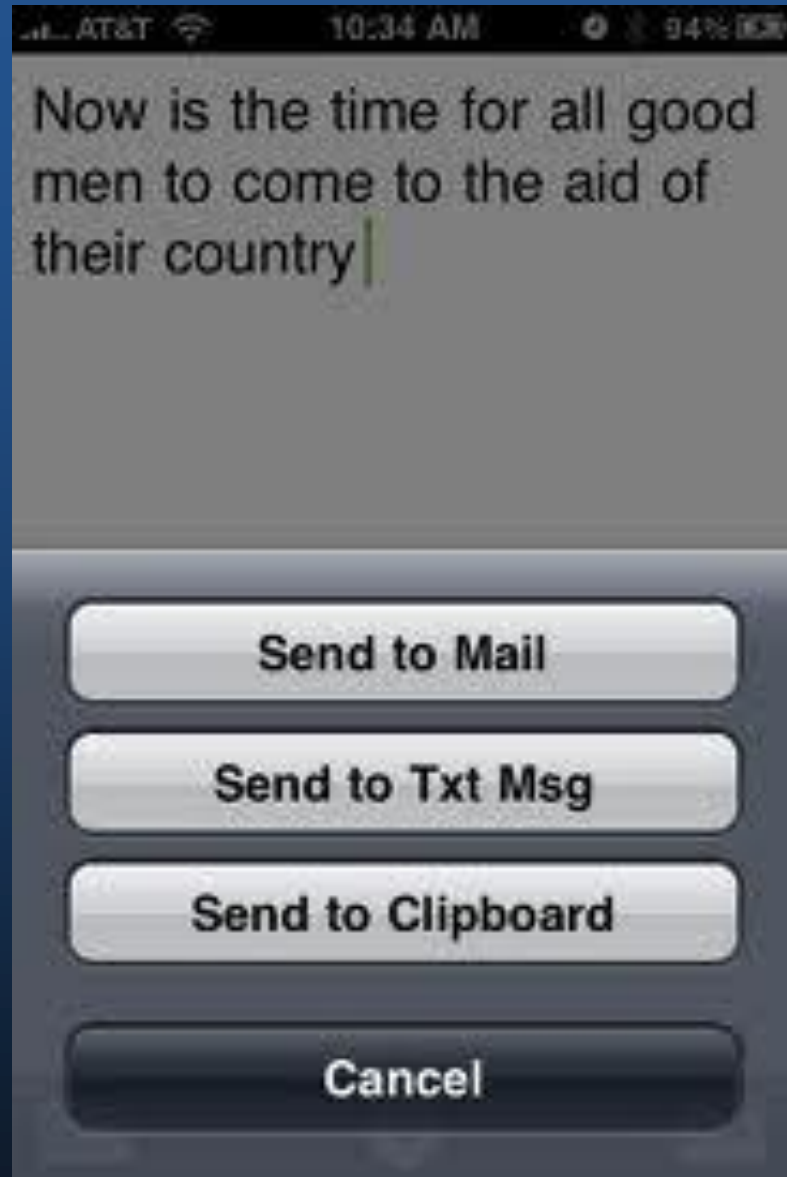 AT&T 10:34 AM 94%
Now is the time for all good
men to come to the aid of
their country
Send to Mail
Send to Txt Msg
Send to Clipboard
Cancel